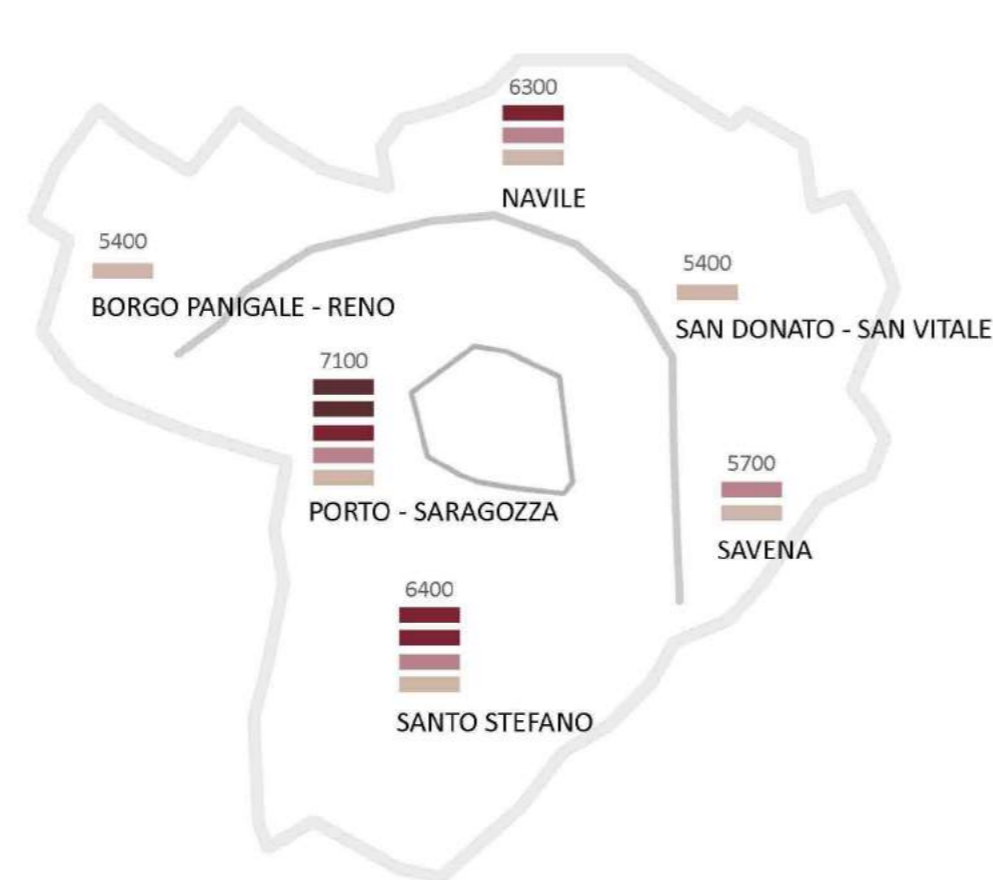 6300
NAVILE
5400
BORGO PANIGALE - RENO
5400
SAN DONATO - SAN VITALE
7100
PORTO - SARAGOZZA
5700
SAVENA
6400
SANTO STEFANO